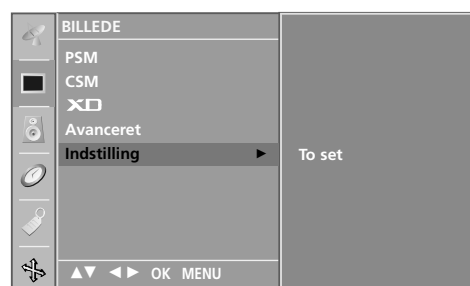 BILLEDE
PSM
CSM
XD
Avanceret
Indstilling ►
To set
▲▼ ◄► OK MENU